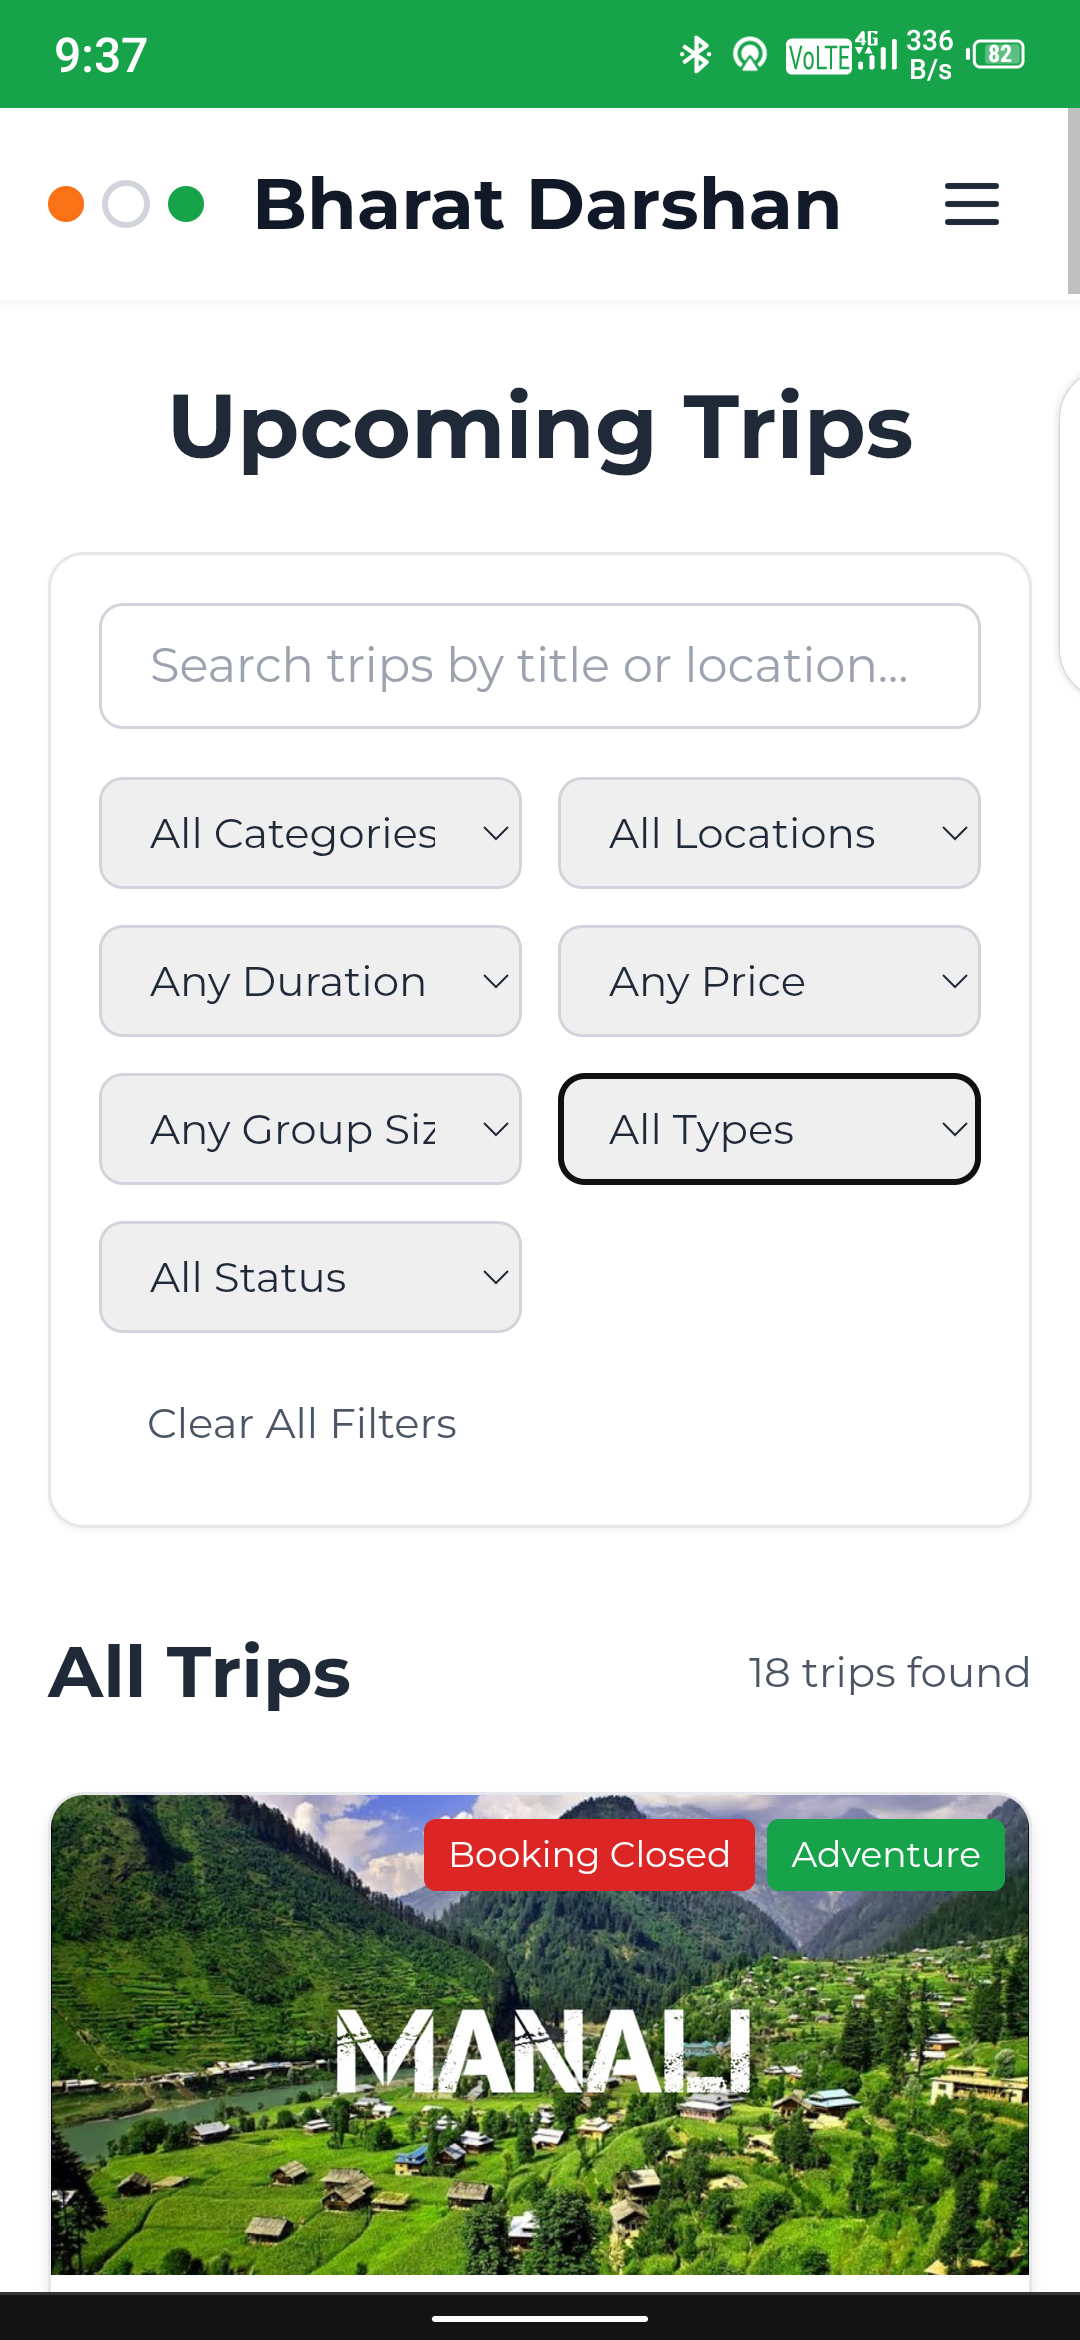 9:37
VoLTE 4G 336 B/s 82
Bharat Darshan
Upcoming Trips
Search trips by title or location...
All Categories
All Locations
Any Duration
Any Price
Any Group Siz
All Types
All Status
Clear All Filters
All Trips
18 trips found
Booking Closed
Adventure
MANALI